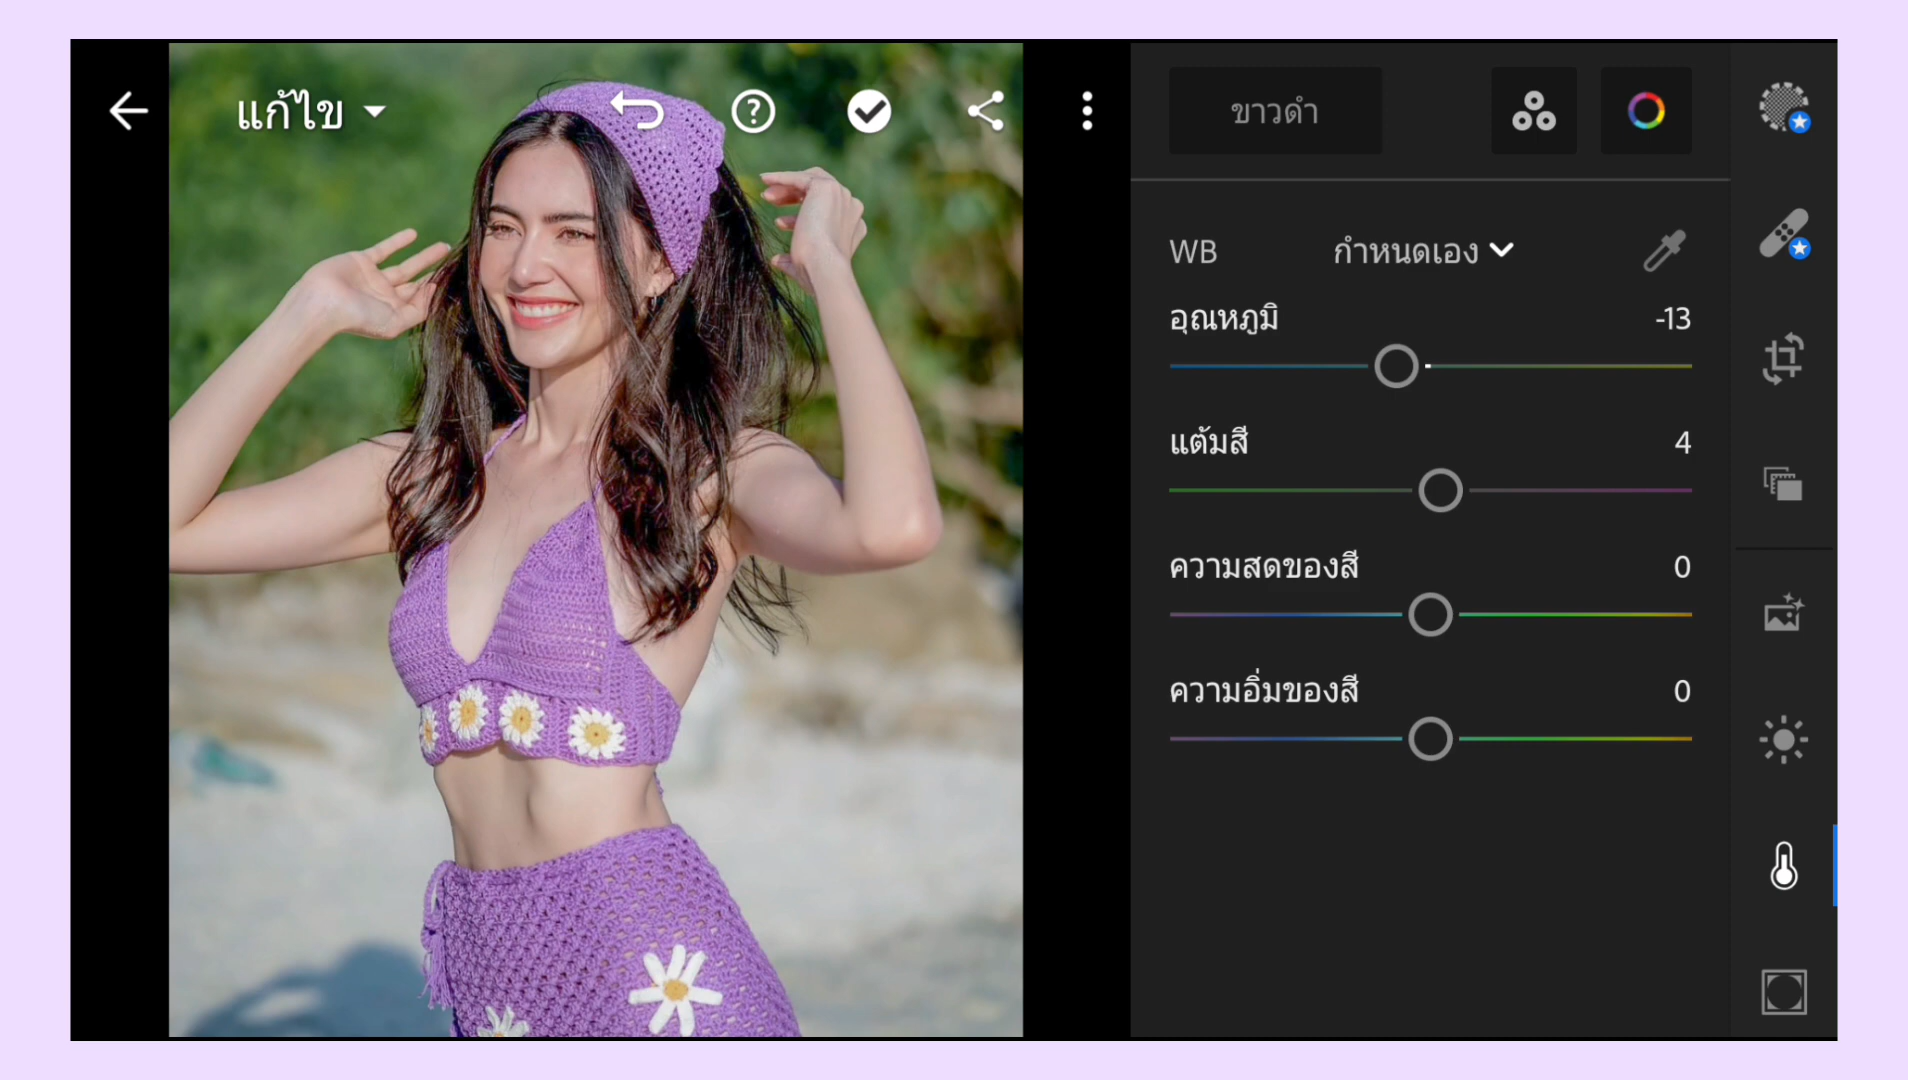 แก้ไข
ขาวดำ
WB กำหนดเอง
อุณหภูมิ -13
แต้มสี 4
ความสดของสี 0
ความอิ่มของสี 0